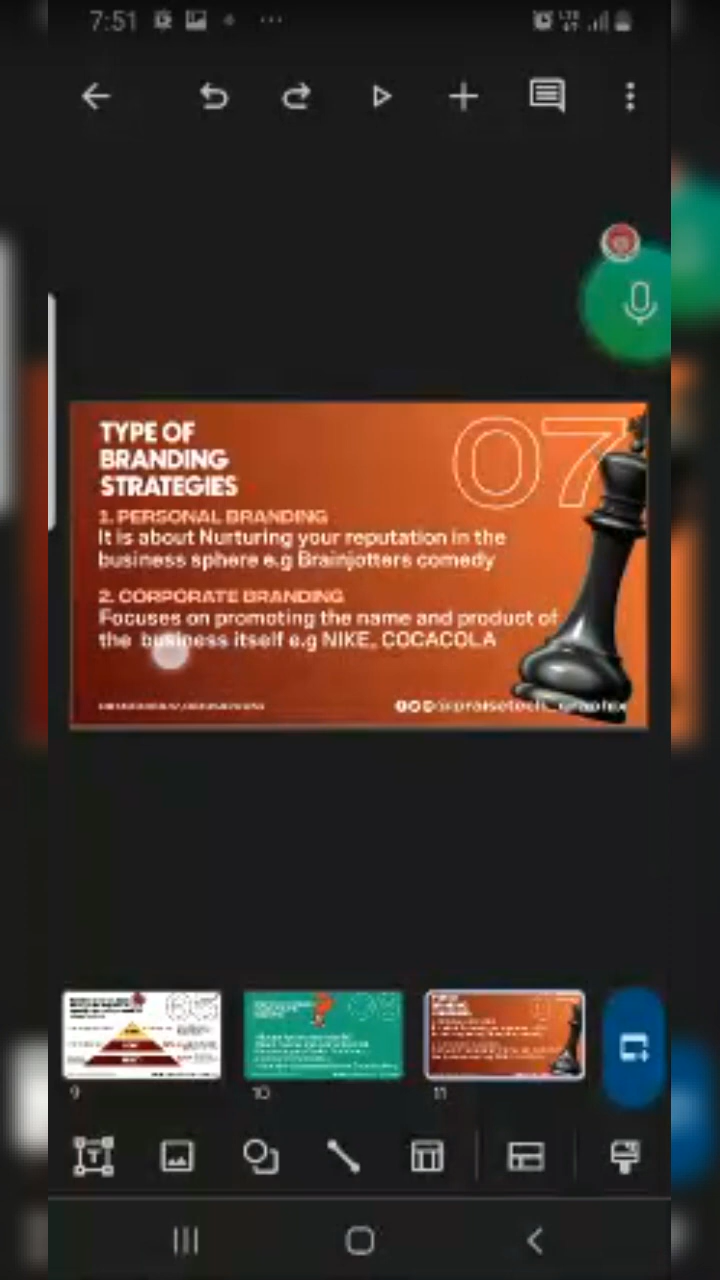 7:51
TYPE OF
BRANDING
STRATEGIES
07
1. PERSONAL BRANDING
It is about Nurturing your reputation in the
business sphere e.g Brainjotters comedy
2. CORPORATE BRANDING
Focuses on promoting the name and product of
the business itself e.g NIKE, COCACOLA
@praisetech_graphix
9
10
11